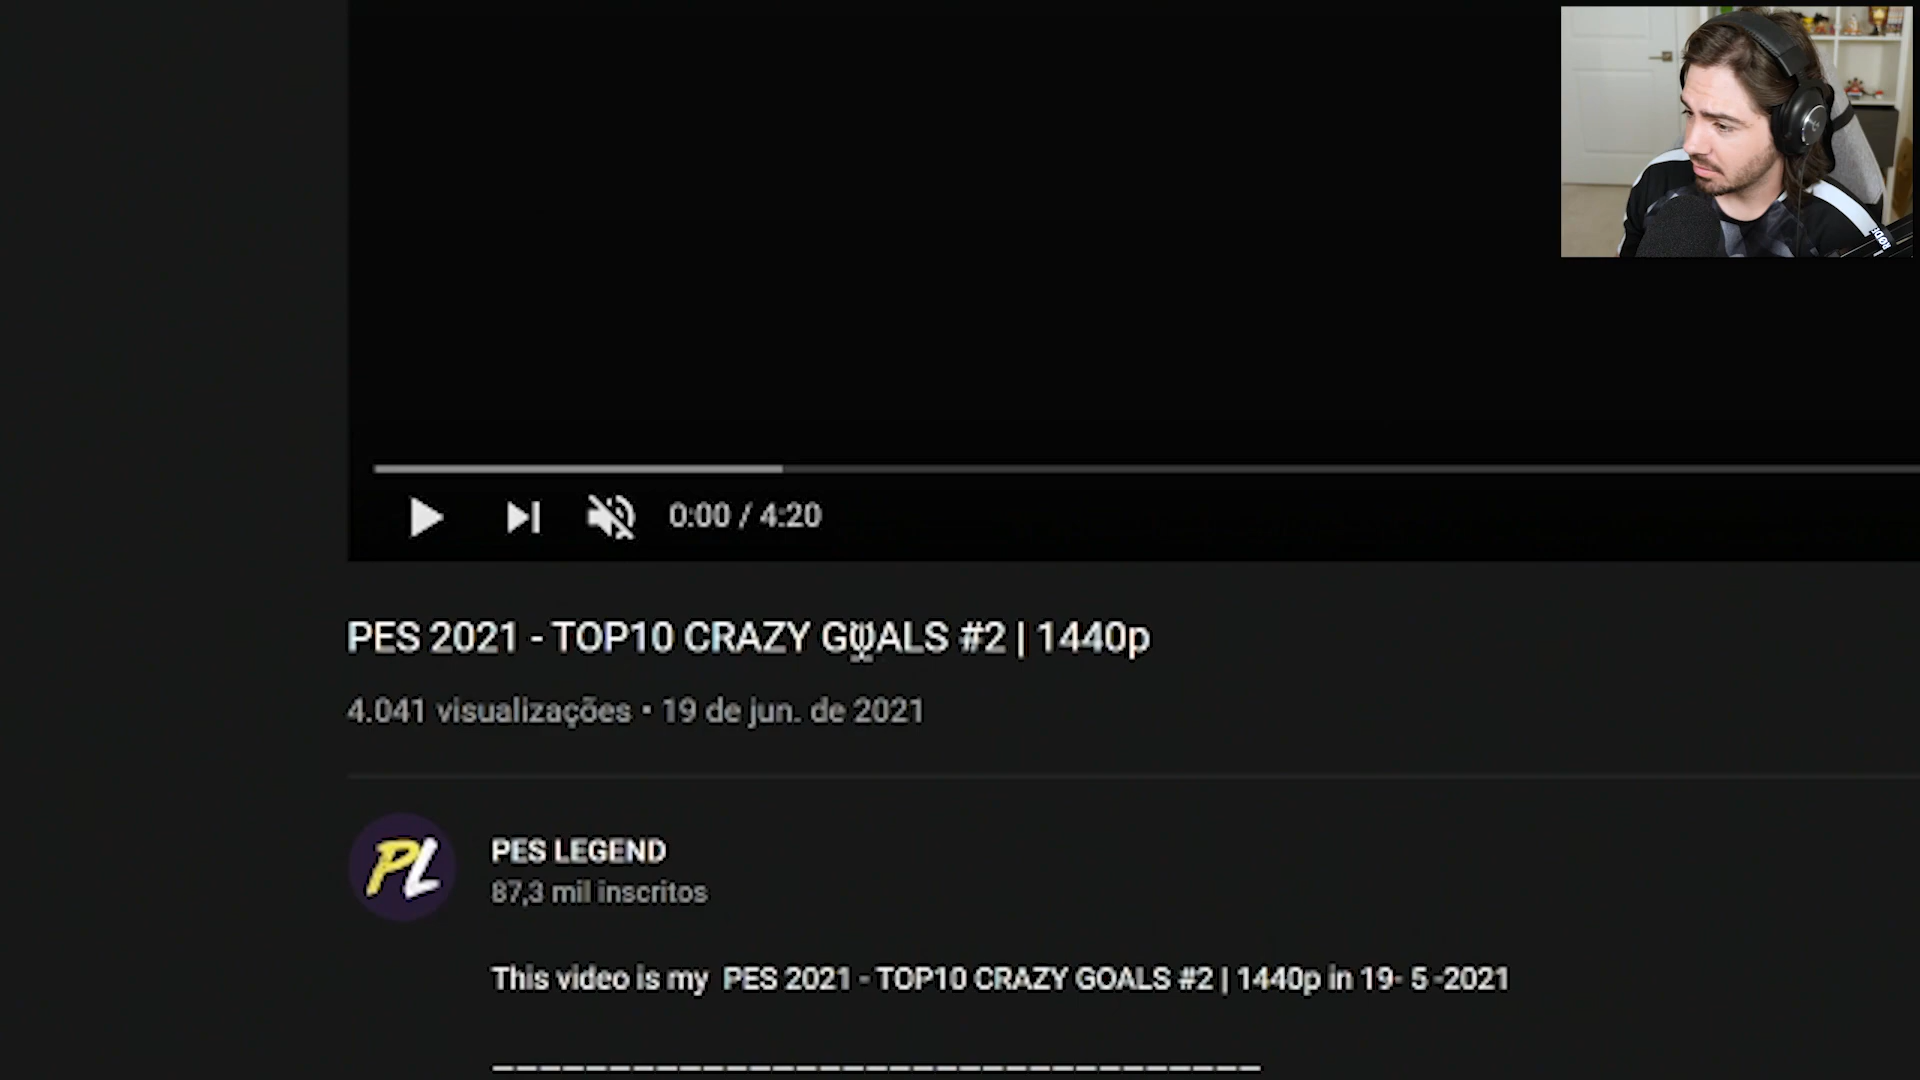 RODE
0:00 / 4:20
PES 2021 - TOP10 CRAZY GOALS #2 | 1440p
4.041 visualizações • 19 de jun. de 2021
PL
PES LEGEND
87,3 mil inscritos
This video is my PES 2021 - TOP10 CRAZY GOALS #2 | 1440p in 19- 5 -2021